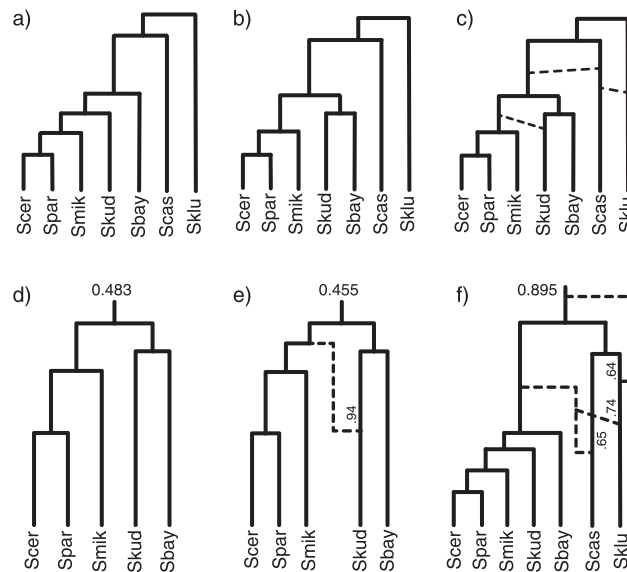 a)
b)
c)
Scer Spar Smik Skud Sbay Scas Sklu
Scer Spar Smik Skud Sbay Scas Sklu
Scer Spar Smik Skud Sbay Scas Sklu
d) 0.483
e) 0.455
f) 0.895
.94
.64
.74
.65
Scer Spar Smik Skud Sbay
Scer Spar Smik Skud Sbay
Scer Spar Smik Skud Sbay Scas Sklu